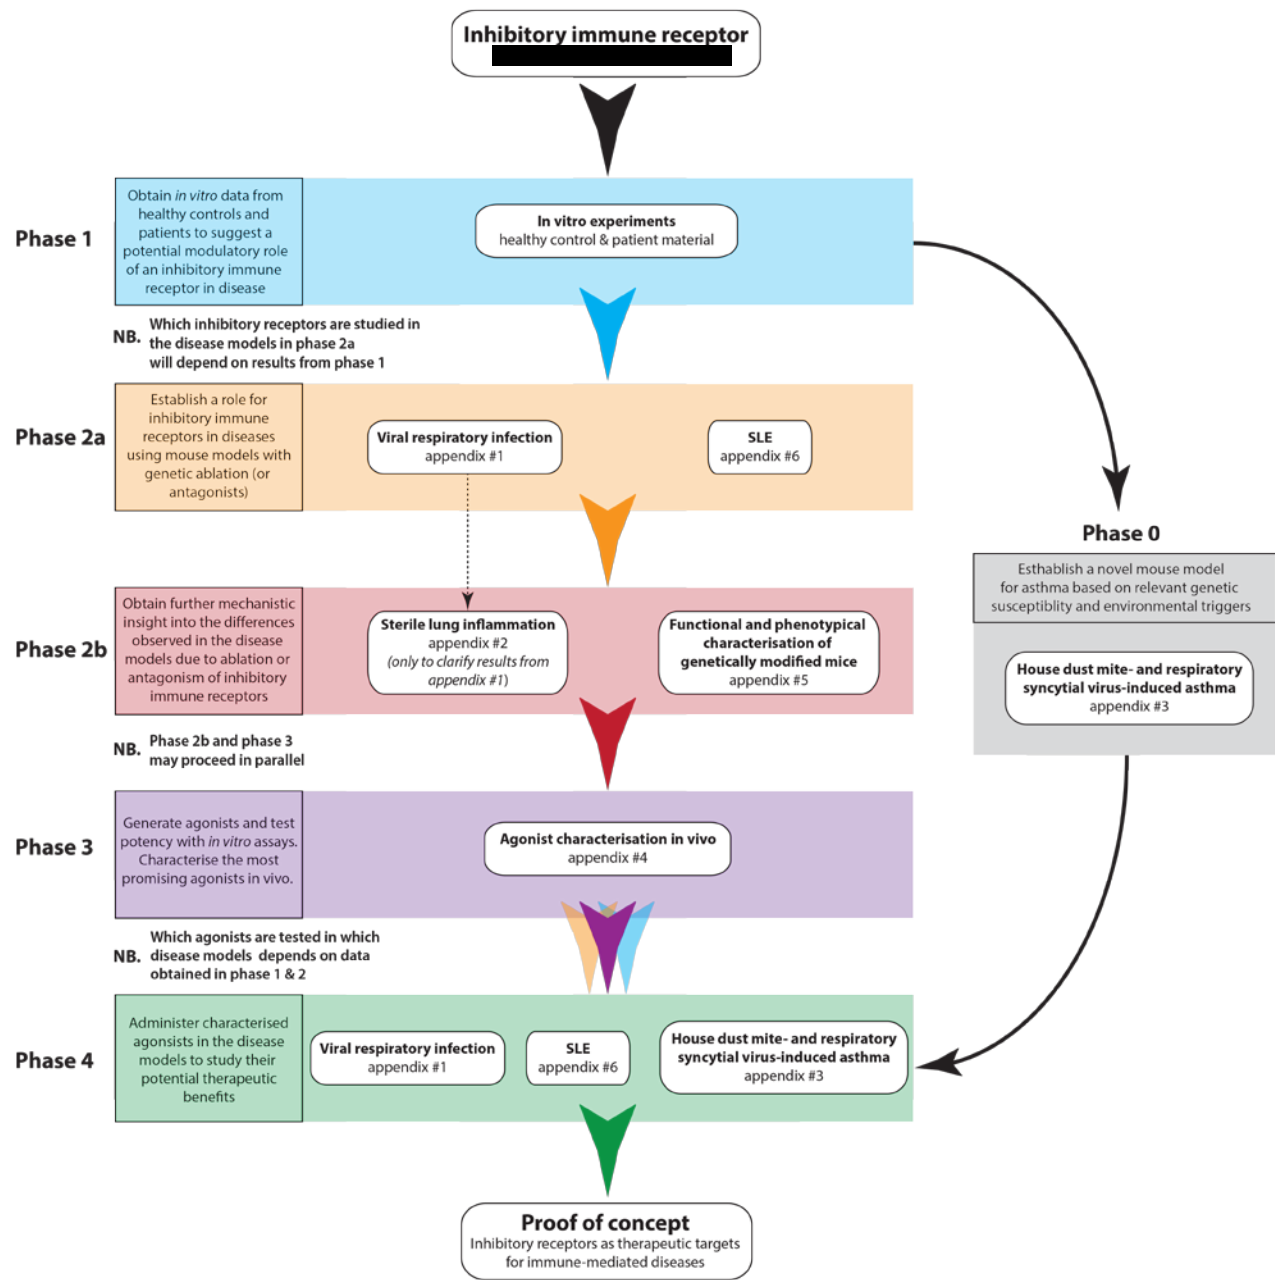 Inhibitory immune receptor
Phase 1
Obtain in vitro data from
healthy controls and
patients to suggest a
potential modulatory role
of an inhibitory immune
receptor in disease
In vitro experiments
healthy control & patient material
NB. Which inhibitory receptors are studied in
the disease models in phase 2a
will depend on results from phase 1
Phase 2a
Establish a role for
inhibitory immune
receptors in diseases
using mouse models with
genetic ablation (or
antagonists)
Viral respiratory infection
appendix #1
SLE
appendix #6
Phase 0
Esthablish a novel mouse model
for asthma based on relevant genetic
susceptiblity and environmental triggers
House dust mite- and respiratory
syncytial virus-induced asthma
appendix #3
Phase 2b
Obtain further mechanistic
insight into the differences
observed in the disease
models due to ablation or
antagonism of inhibitory
immune receptors
Sterile lung inflammation
appendix #2
(only to clarify results from
appendix #1)
Functional and phenotypical
characterisation of
genetically modified mice
appendix #5
NB. Phase 2b and phase 3
may proceed in parallel
Phase 3
Generate agonists and test
potency with in vitro assays.
Characterise the most
promising agonists in vivo.
Agonist characterisation in vivo
appendix #4
NB. Which agonists are tested in which
disease models depends on data
obtained in phase 1 & 2
Phase 4
Administer characterised
agonsists in the disease
models to study their
potential therapeutic
benefits
Viral respiratory infection
appendix #1
SLE
appendix #6
House dust mite- and respiratory
syncytial virus-induced asthma
appendix #3
Proof of concept
Inhibitory receptors as therapeutic targets
for immune-mediated diseases